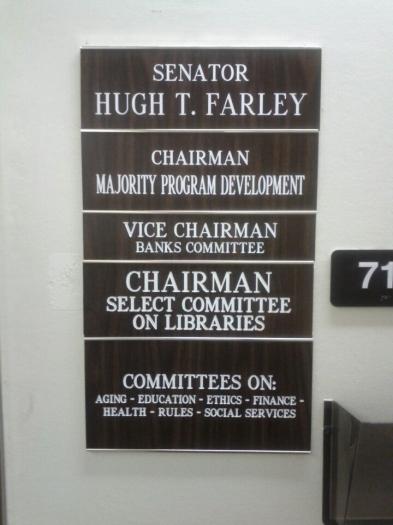 SENATOR
HUGH T. FARLEY
CHAIRMAN
MAJORITY PROGRAM DEVELOPMENT
VICE CHAIRMAN
BANKS COMMITTEE
CHAIRMAN
SELECT COMMITTEE
ON LIBRARIES
COMMITTEES ON:
AGING - EDUCATION - ETHICS - FINANCE -
HEALTH - RULES - SOCIAL SERVICES